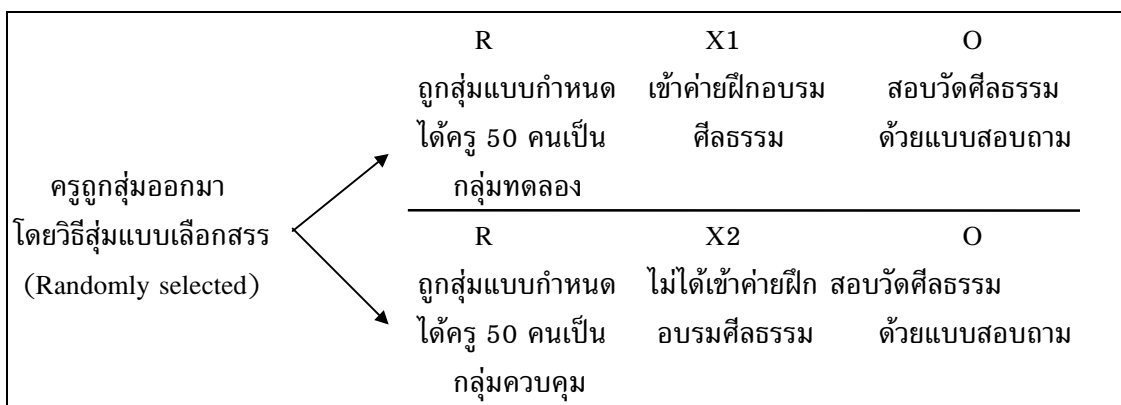 R X1 O
ถูกสุ่มแบบกำหนด เข้าค่ายฝึกอบรม สอบวัดศีลธรรม
ได้ครู 50 คนเป็น ศีลธรรม ด้วยแบบสอบถาม
กลุ่มทดลอง
ครูถูกสุ่มออกมา
โดยวิธีสุ่มแบบเลือกสรร
(Randomly selected)
R X2 O
ถูกสุ่มแบบกำหนด ไม่ได้เข้าค่ายฝึก สอบวัดศีลธรรม
ได้ครู 50 คนเป็น อบรมศีลธรรม ด้วยแบบสอบถาม
กลุ่มควบคุม